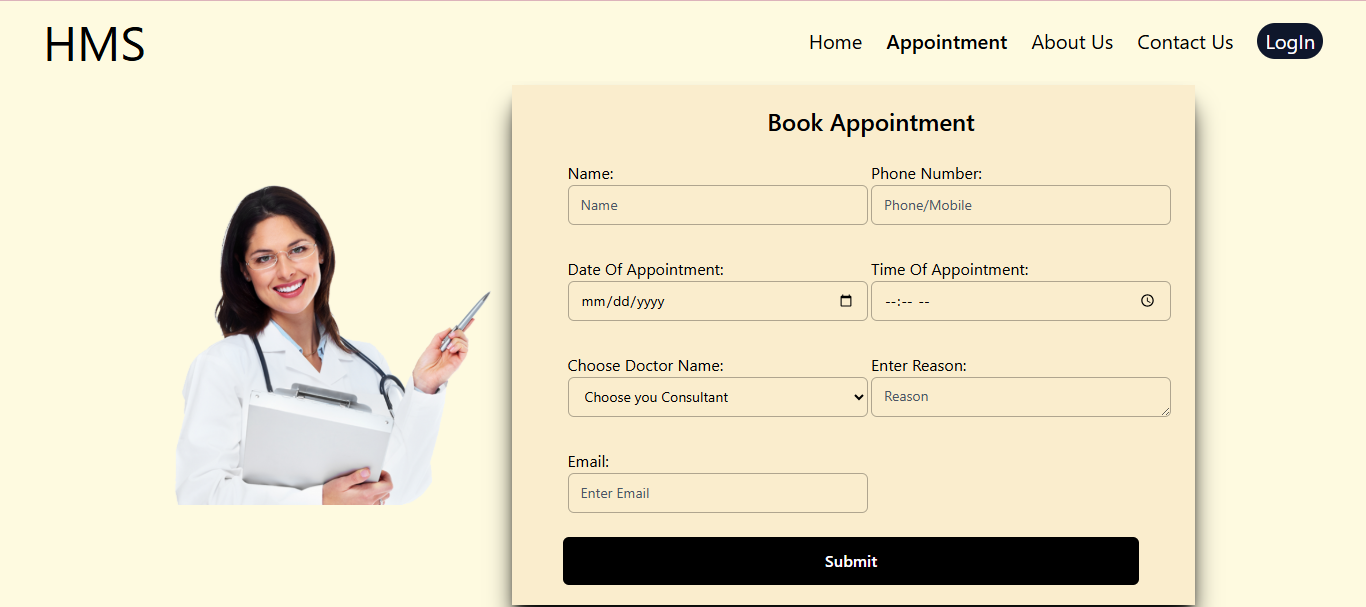 HMS
Home Appointment About Us Contact Us LogIn
Book Appointment
Name: Phone Number:
Name Phone/Mobile
Date Of Appointment: Time Of Appointment:
mm/dd/yyyy --:-- --
Choose Doctor Name: Enter Reason:
Choose you Consultant Reason
Email:
Enter Email
Submit